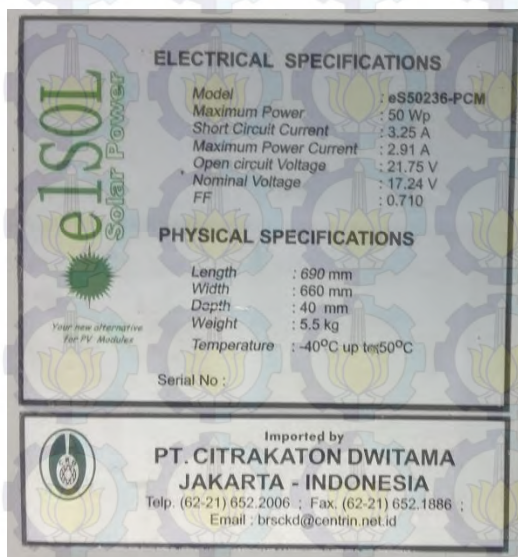 elSOL
Solar Power
Your new alternative
for PV Modules
ELECTRICAL SPECIFICATIONS
Model : eS50236-PCM
Maximum Power : 50 Wp
Short Circuit Current : 3.25 A
Maximum Power Current : 2.91 A
Open circuit Voltage : 21.75 V
Nominal Voltage : 17.24 V
FF : 0.710
PHYSICAL SPECIFICATIONS
Length : 690 mm
Width : 660 mm
Depth : 40 mm
Weight : 5.5 kg
Temperature : -40°C up to 50°C
Serial No :
Imported by
PT. CITRAKATON DWITAMA
JAKARTA - INDONESIA
Telp. (62-21) 652.2006 ; Fax. (62-21) 652.1886 ;
Email : brsckd@centrin.net.id